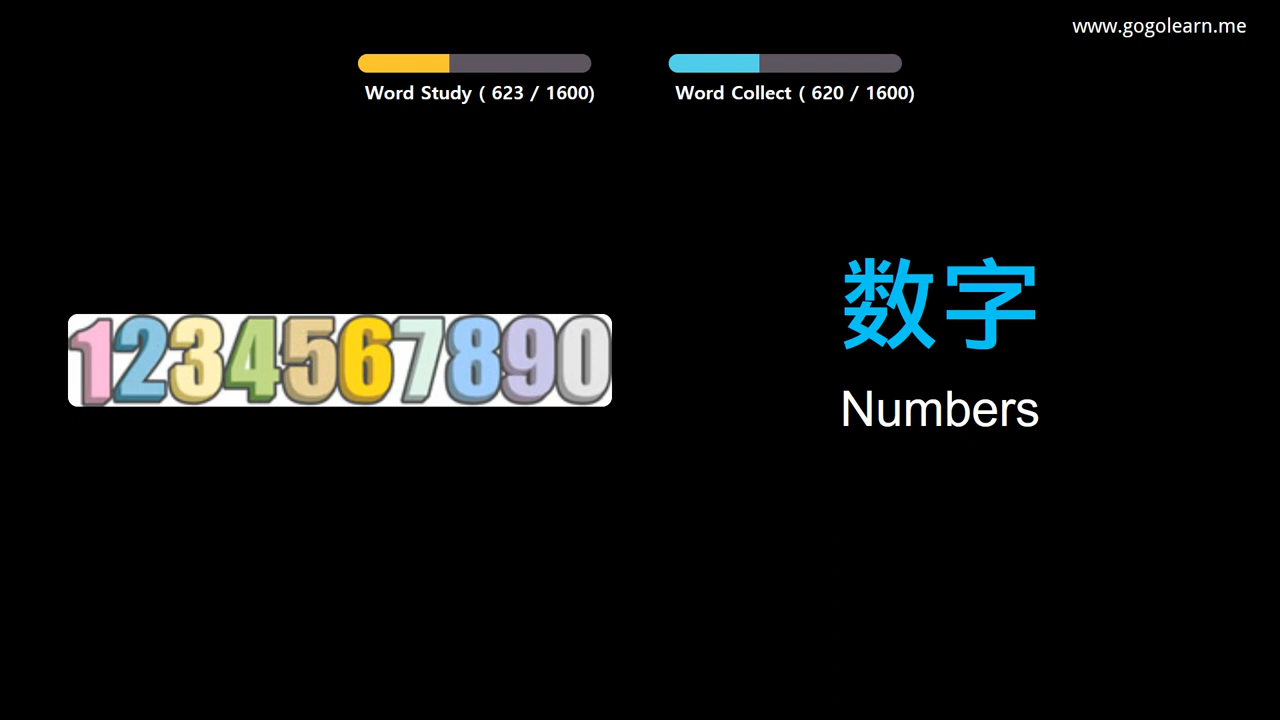 www.gogolearn.me
Word Study ( 623 / 1600)
Word Collect ( 620 / 1600)
1234567890
数字
Numbers